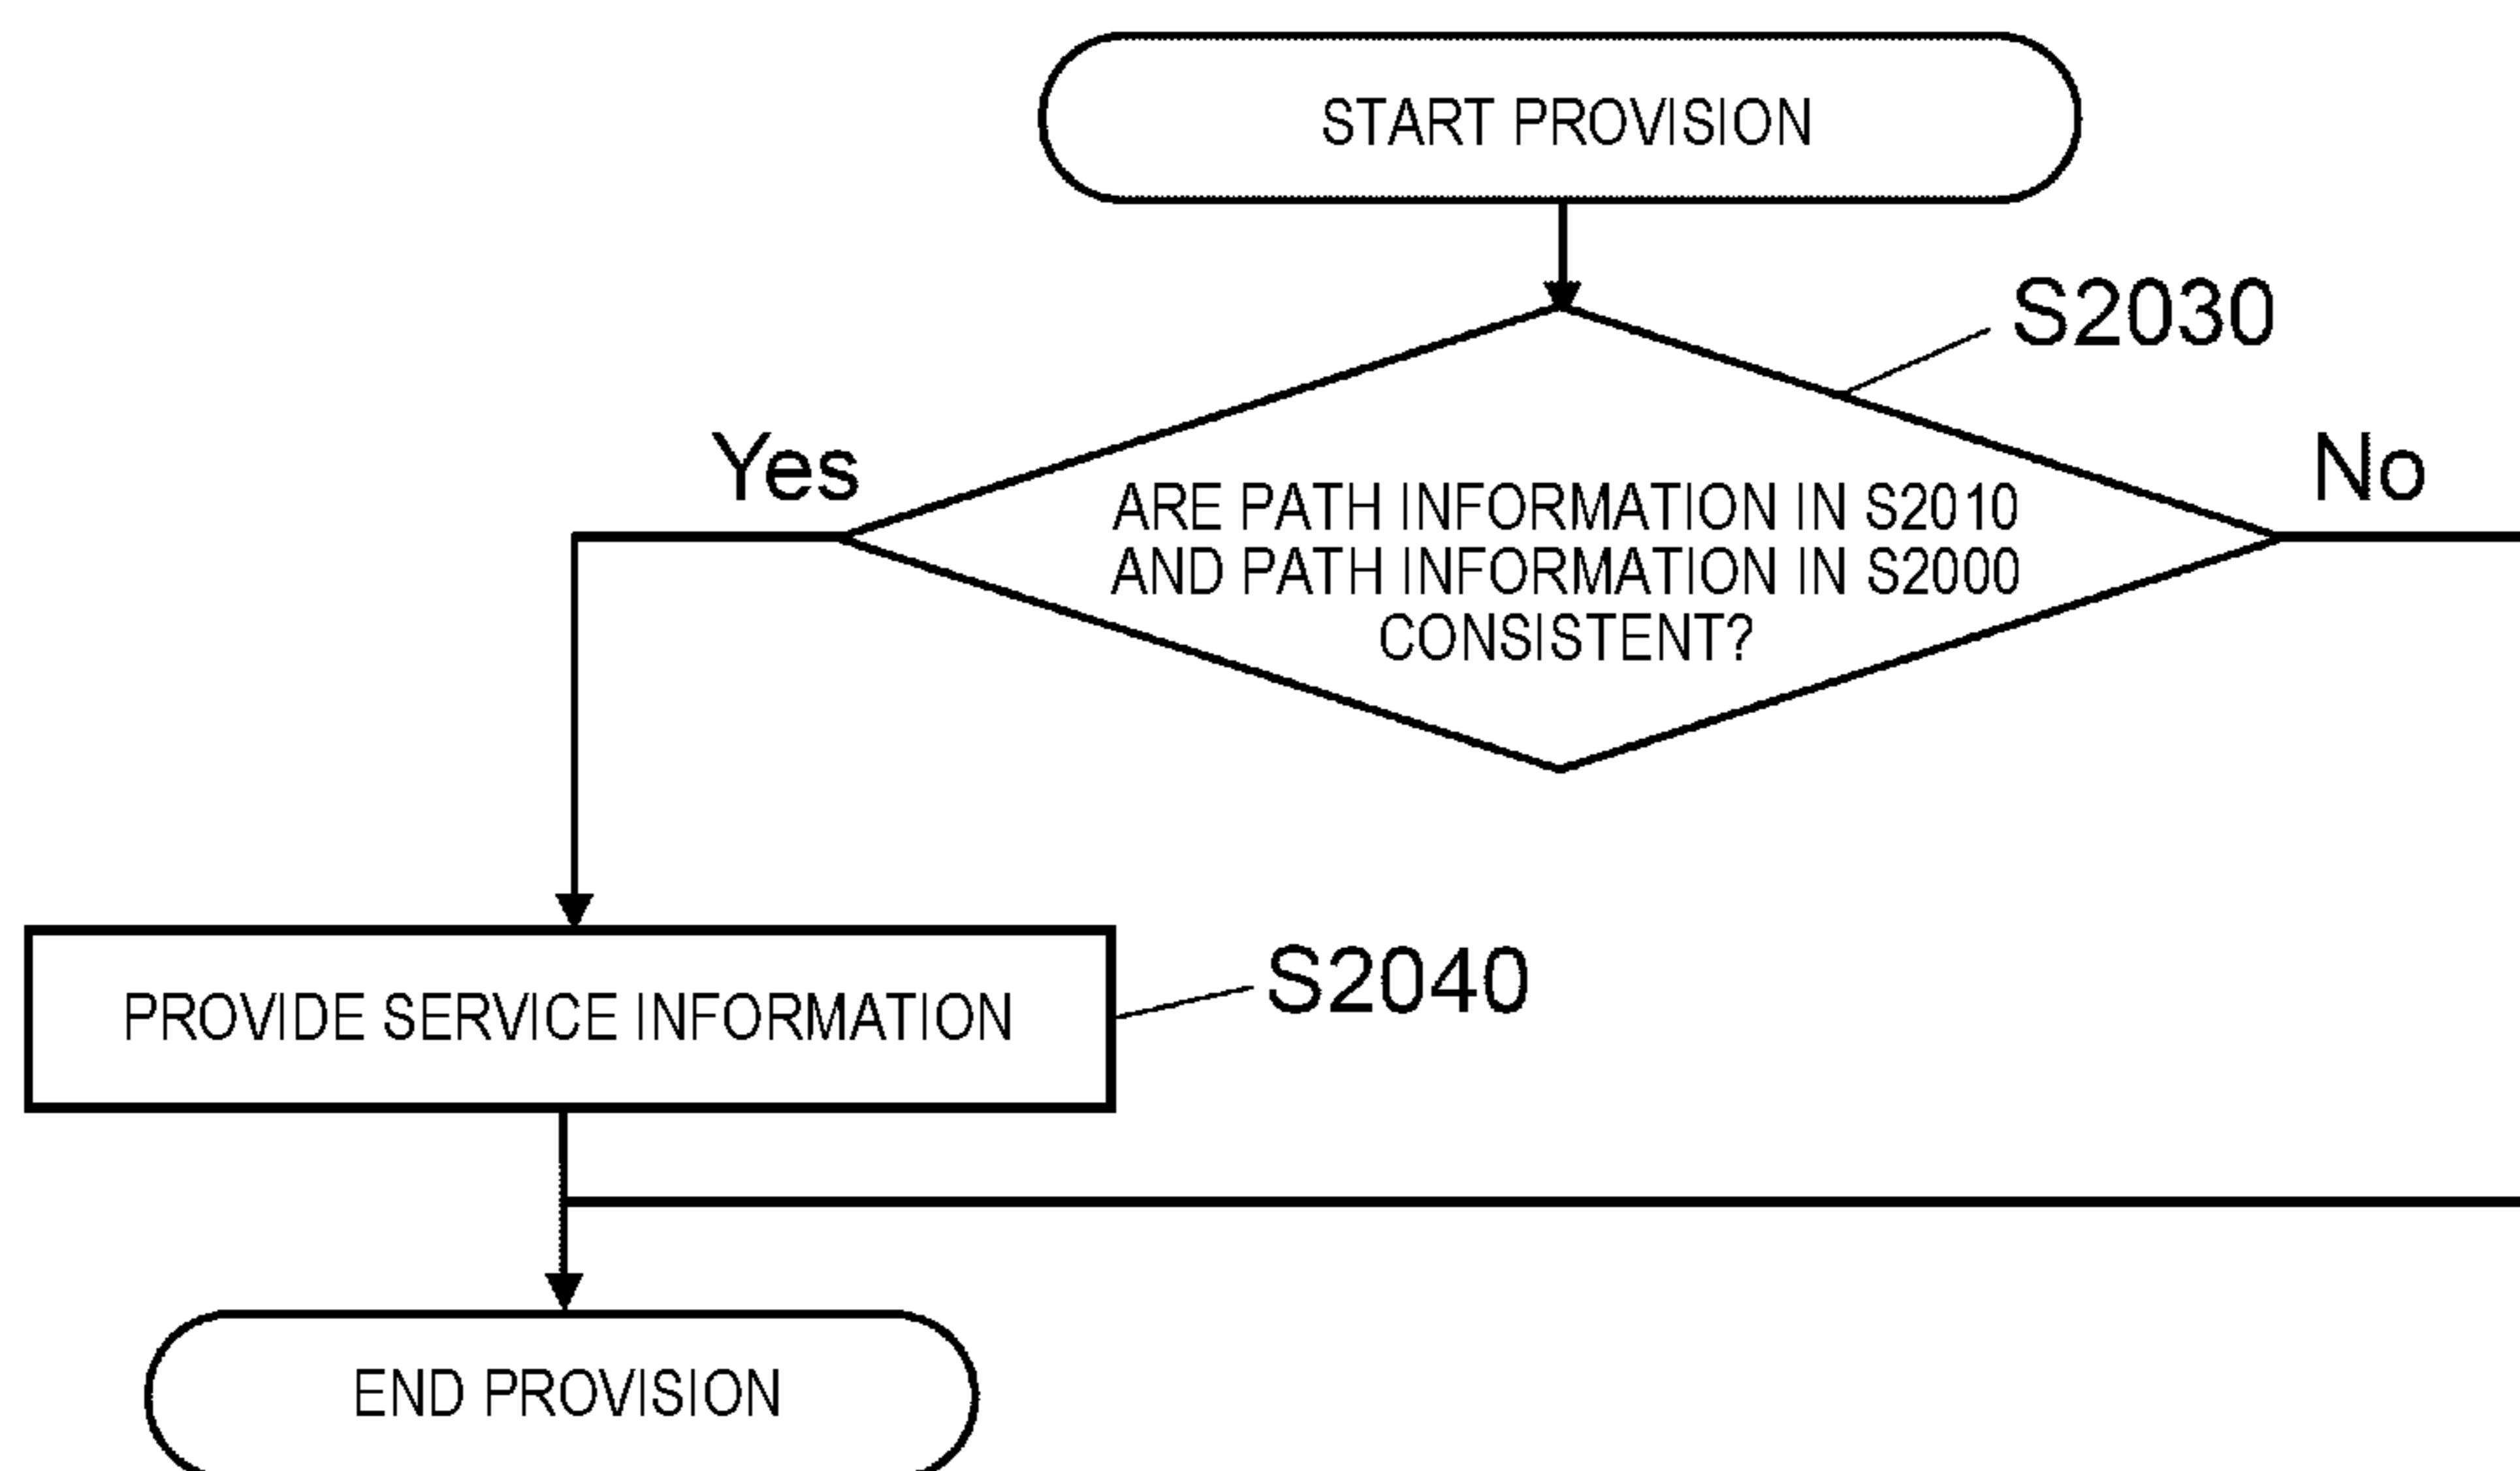 START PROVISION
S2030
Yes
No
ARE PATH INFORMATION IN S2010
AND PATH INFORMATION IN S2000
CONSISTENT?
PROVIDE SERVICE INFORMATION
S2040
END PROVISION